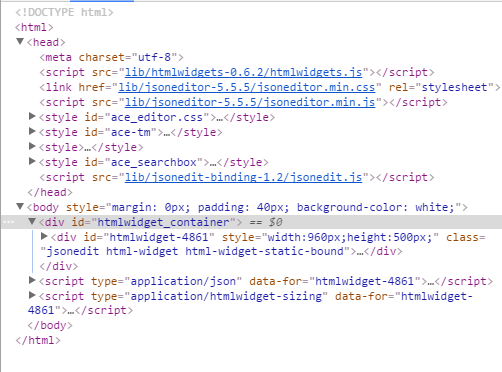 <!DOCTYPE html>
<html>
▼<head>
<meta charset="utf-8">
<script src="lib/htmlwidgets-0.6.2/htmlwidgets.js"></script>
<link href="lib/jsoneditor-5.5.5/jsoneditor.min.css" rel="stylesheet">
<script src="lib/jsoneditor-5.5.5/jsoneditor.min.js"></script>
▶<style id="ace_editor.css">…</style>
▶<style id="ace-tm">…</style>
▶<style>…</style>
▶<style id="ace_searchbox">…</style>
<script src="lib/jsonedit-binding-1.2/jsonedit.js"></script>
</head>
▼<body style="margin: 0px; padding: 40px; background-color: white;">
… ▼<div id="htmlwidget_container"> == $0
▶<div id="htmlwidget-4861" style="width:960px;height:500px;" class=
"jsonedit html-widget html-widget-static-bound">…</div>
</div>
▶<script type="application/json" data-for="htmlwidget-4861">…</script>
▶<script type="application/htmlwidget-sizing" data-for="htmlwidget-
4861">…</script>
</body>
</html>